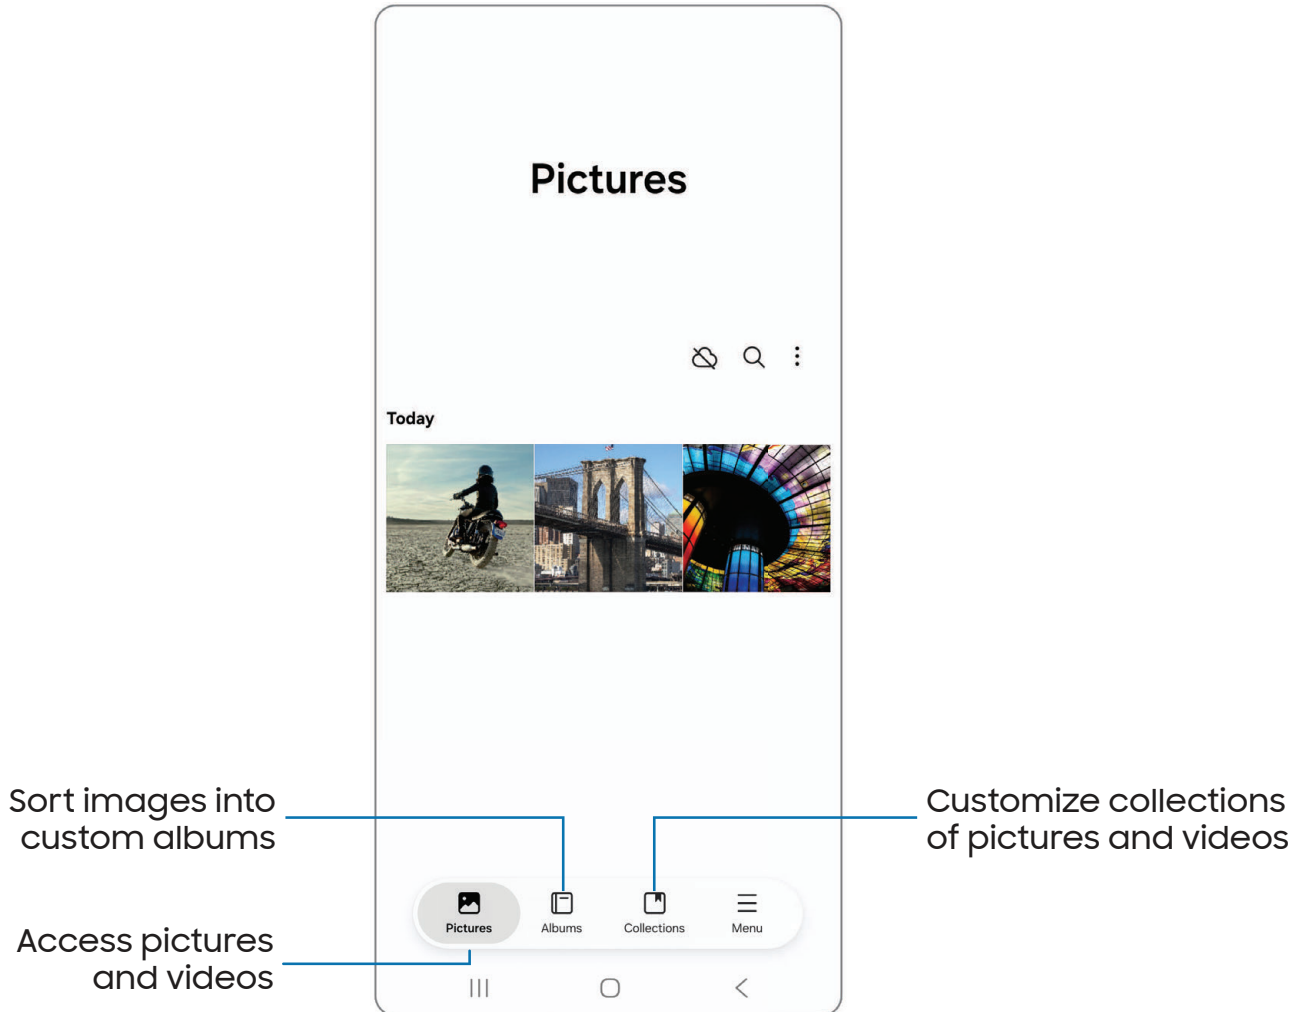 Pictures
Today
Sort images into
custom albums
Customize collections
of pictures and videos
Pictures
Albums
Collections
Menu
Access pictures
and videos